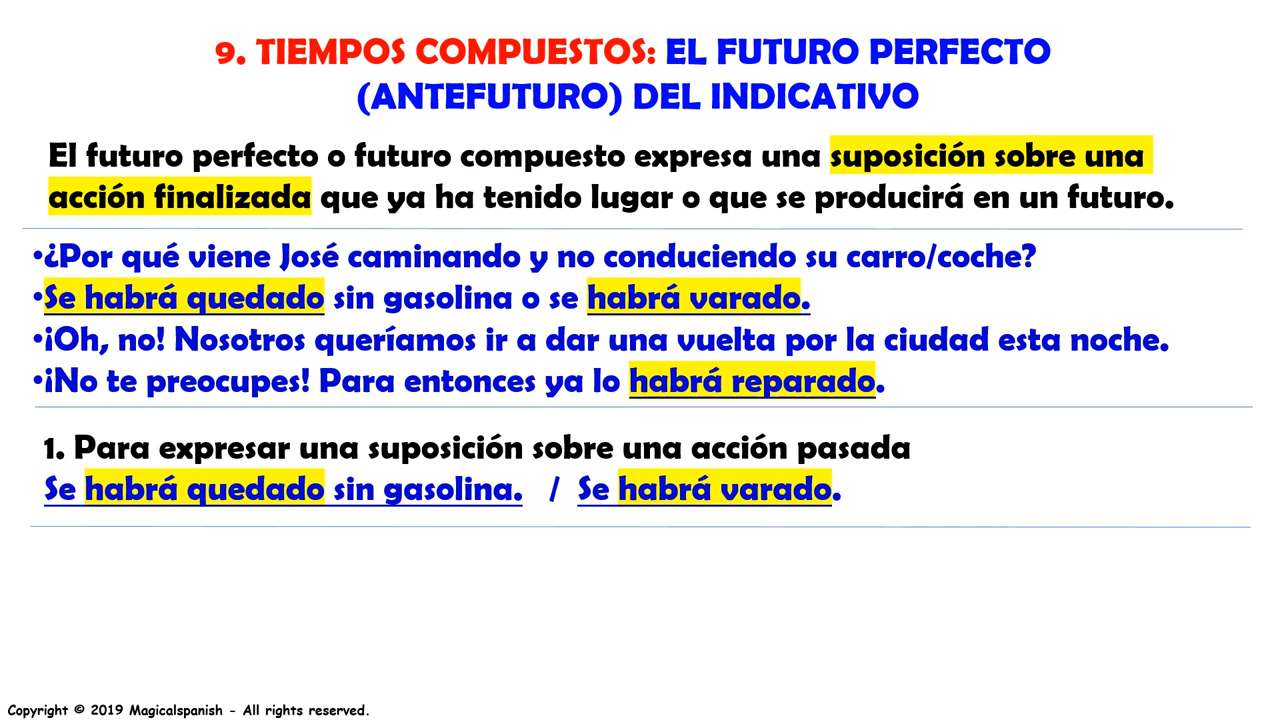 9. TIEMPOS COMPUESTOS: EL FUTURO PERFECTO
(ANTEFUTURO) DEL INDICATIVO
El futuro perfecto o futuro compuesto expresa una suposición sobre una
acción finalizada que ya ha tenido lugar o que se producirá en un futuro.
•¿Por qué viene José caminando y no conduciendo su carro/coche?
•Se habrá quedado sin gasolina o se habrá varado.
•¡Oh, no! Nosotros queríamos ir a dar una vuelta por la ciudad esta noche.
•¡No te preocupes! Para entonces ya lo habrá reparado.
1. Para expresar una suposición sobre una acción pasada
Se habrá quedado sin gasolina. / Se habrá varado.
Copyright © 2019 Magicalspanish - All rights reserved.